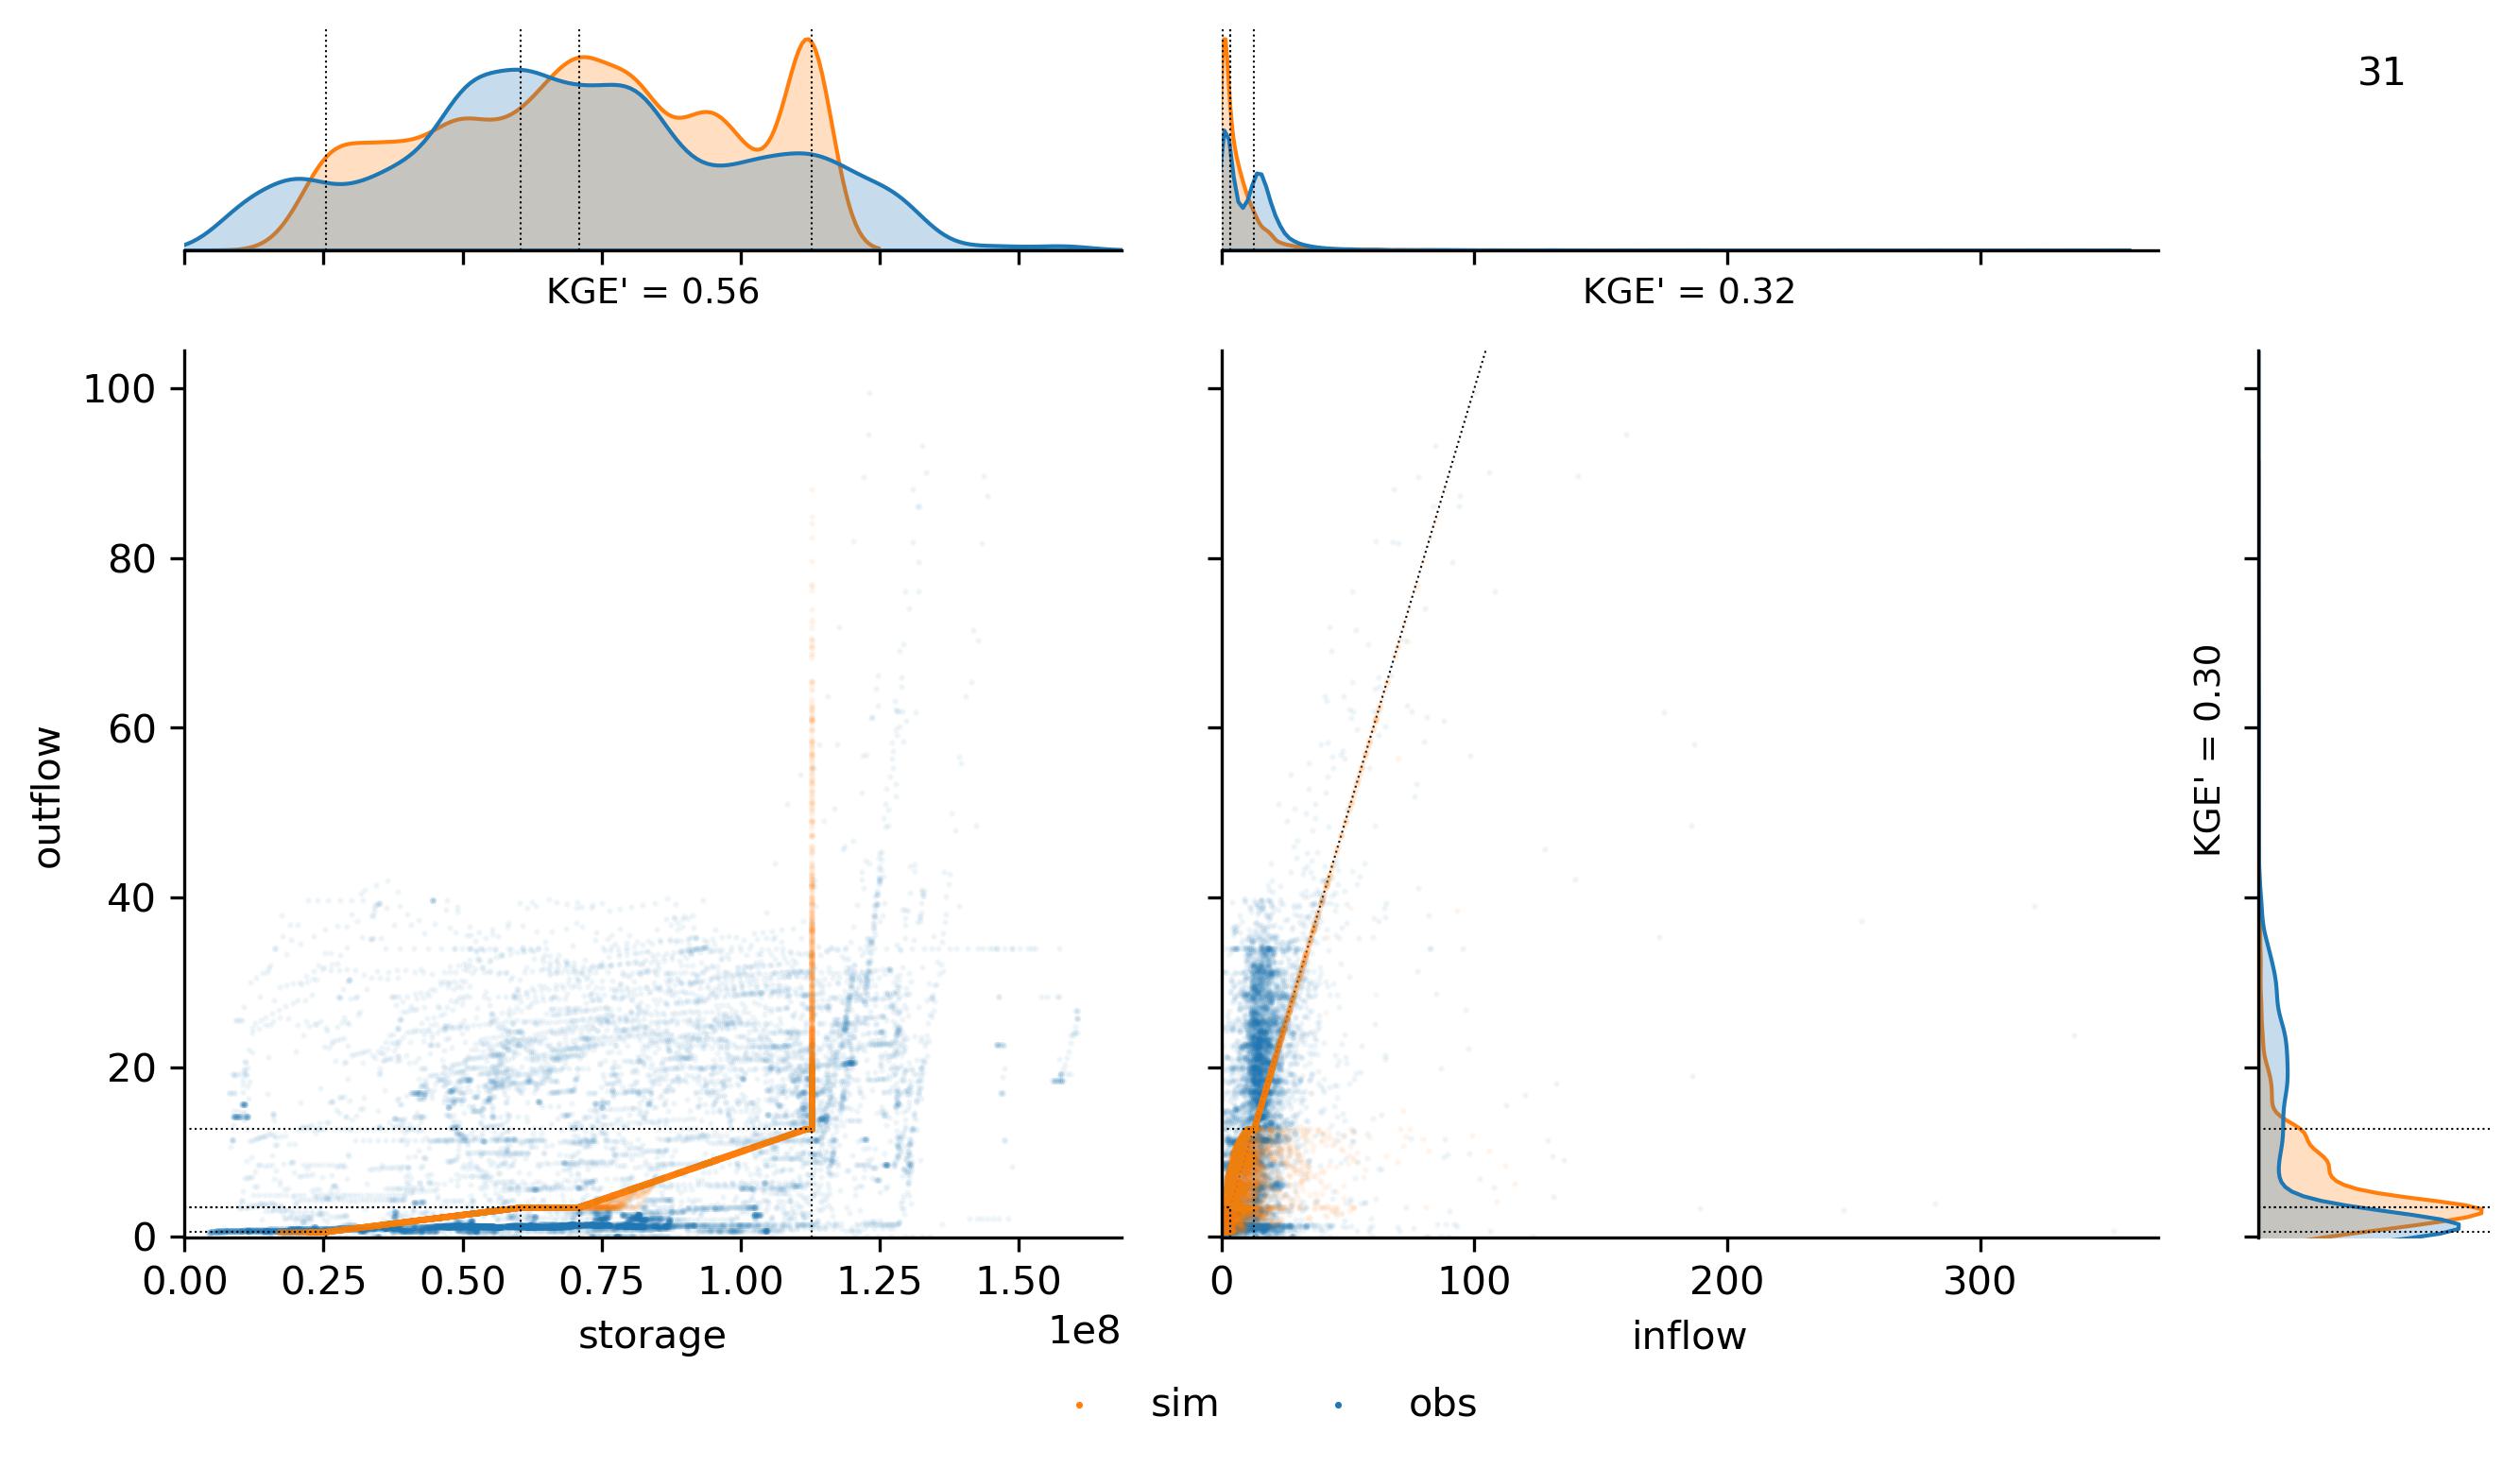 31
KGE' = 0.56
KGE' = 0.32
100
80
60
40
20
0
outflow
KGE' = 0.30
0.00 0.25 0.50 0.75 1.00 1.25 1.50
1e8
storage
0 100 200 300
inflow
sim obs